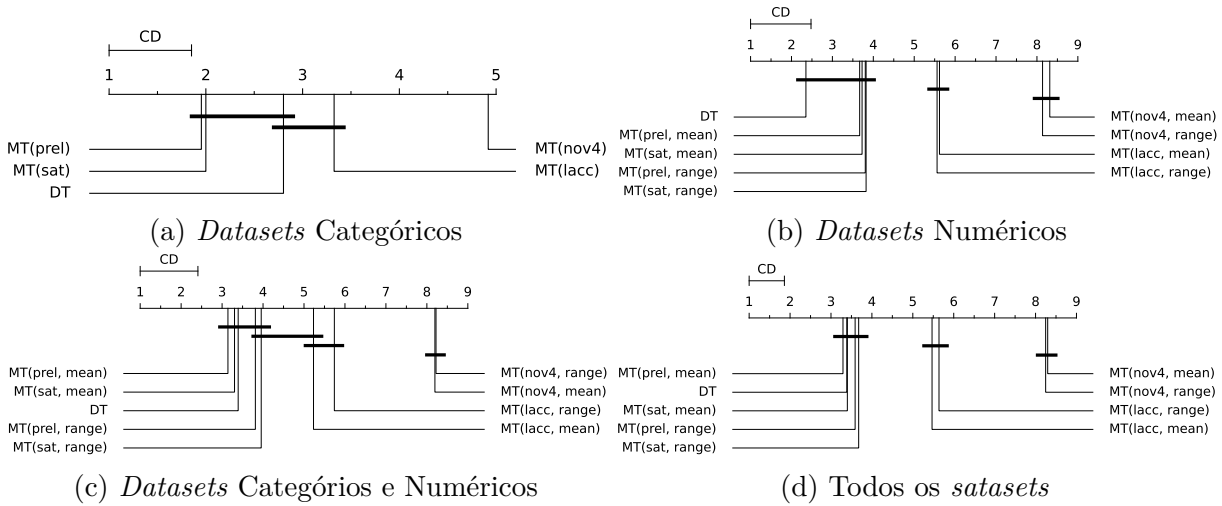 CD
1 2 3 4 5
MT(prel)
MT(sat)
DT
MT(nov4)
MT(lacc)
(a) Datasets Categóricos
CD
1 2 3 4 5 6 7 8 9
DT
MT(prel, mean)
MT(sat, mean)
MT(prel, range)
MT(sat, range)
MT(nov4, mean)
MT(nov4, range)
MT(lacc, mean)
MT(lacc, range)
(b) Datasets Numéricos
CD
1 2 3 4 5 6 7 8 9
MT(prel, mean)
MT(sat, mean)
DT
MT(prel, range)
MT(sat, range)
MT(nov4, range)
MT(nov4, mean)
MT(lacc, range)
MT(lacc, mean)
(c) Datasets Categórios e Numéricos
CD
1 2 3 4 5 6 7 8 9
MT(prel, mean)
DT
MT(sat, mean)
MT(prel, range)
MT(sat, range)
MT(nov4, mean)
MT(nov4, range)
MT(lacc, range)
MT(lacc, mean)
(d) Todos os satasets